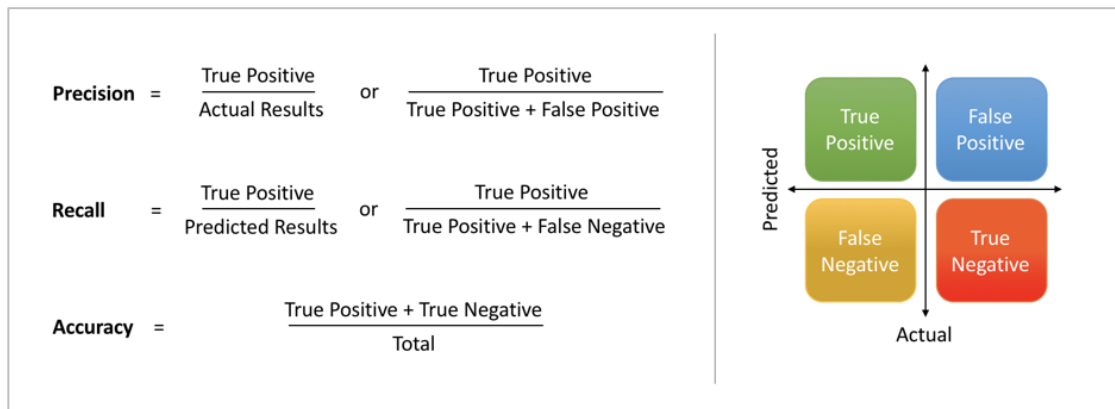 Precision = True Positive / Actual Results or True Positive / True Positive + False Positive
Recall = True Positive / Predicted Results or True Positive / True Positive + False Negative
Accuracy = True Positive + True Negative / Total
Predicted
True
Positive
False
Positive
False
Negative
True
Negative
Actual